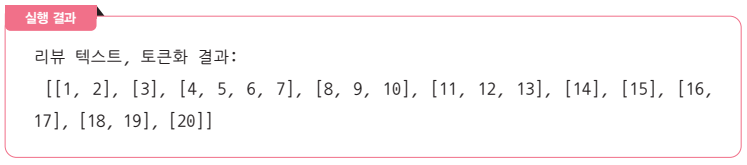 실행 결과
리뷰 텍스트, 토큰화 결과:
[[1, 2], [3], [4, 5, 6, 7], [8, 9, 10], [11, 12, 13], [14], [15], [16,
17], [18, 19], [20]]